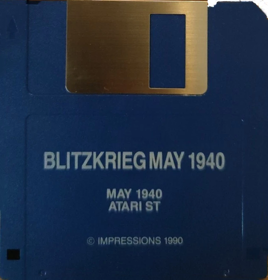 BLITZKRIEG MAY 1940
MAY 1940
ATARI ST
© IMPRESSIONS 1990